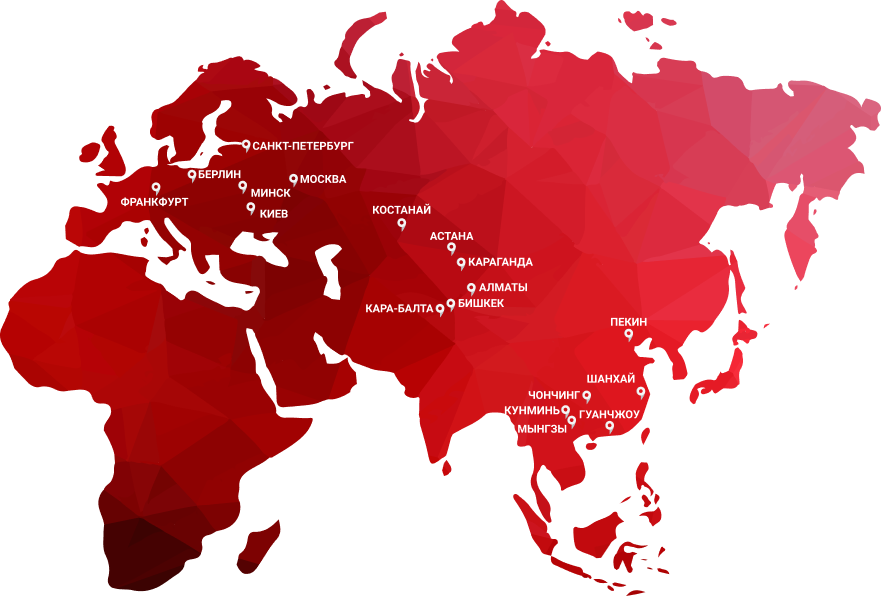 САНКТ-ПЕТЕРБУРГ
БЕРЛИН
МОСКВА
МИНСК
ФРАНКФУРТ
КИЕВ
КОСТАНАЙ
АСТАНА
КАРАГАНДА
АЛМАТЫ
БИШКЕК
КАРА-БАЛТА
ПЕКИН
ШАНХАЙ
ЧОНЧИНГ
КУНМИНЬ
ГУАНЧЖОУ
МЫНГЗЫ